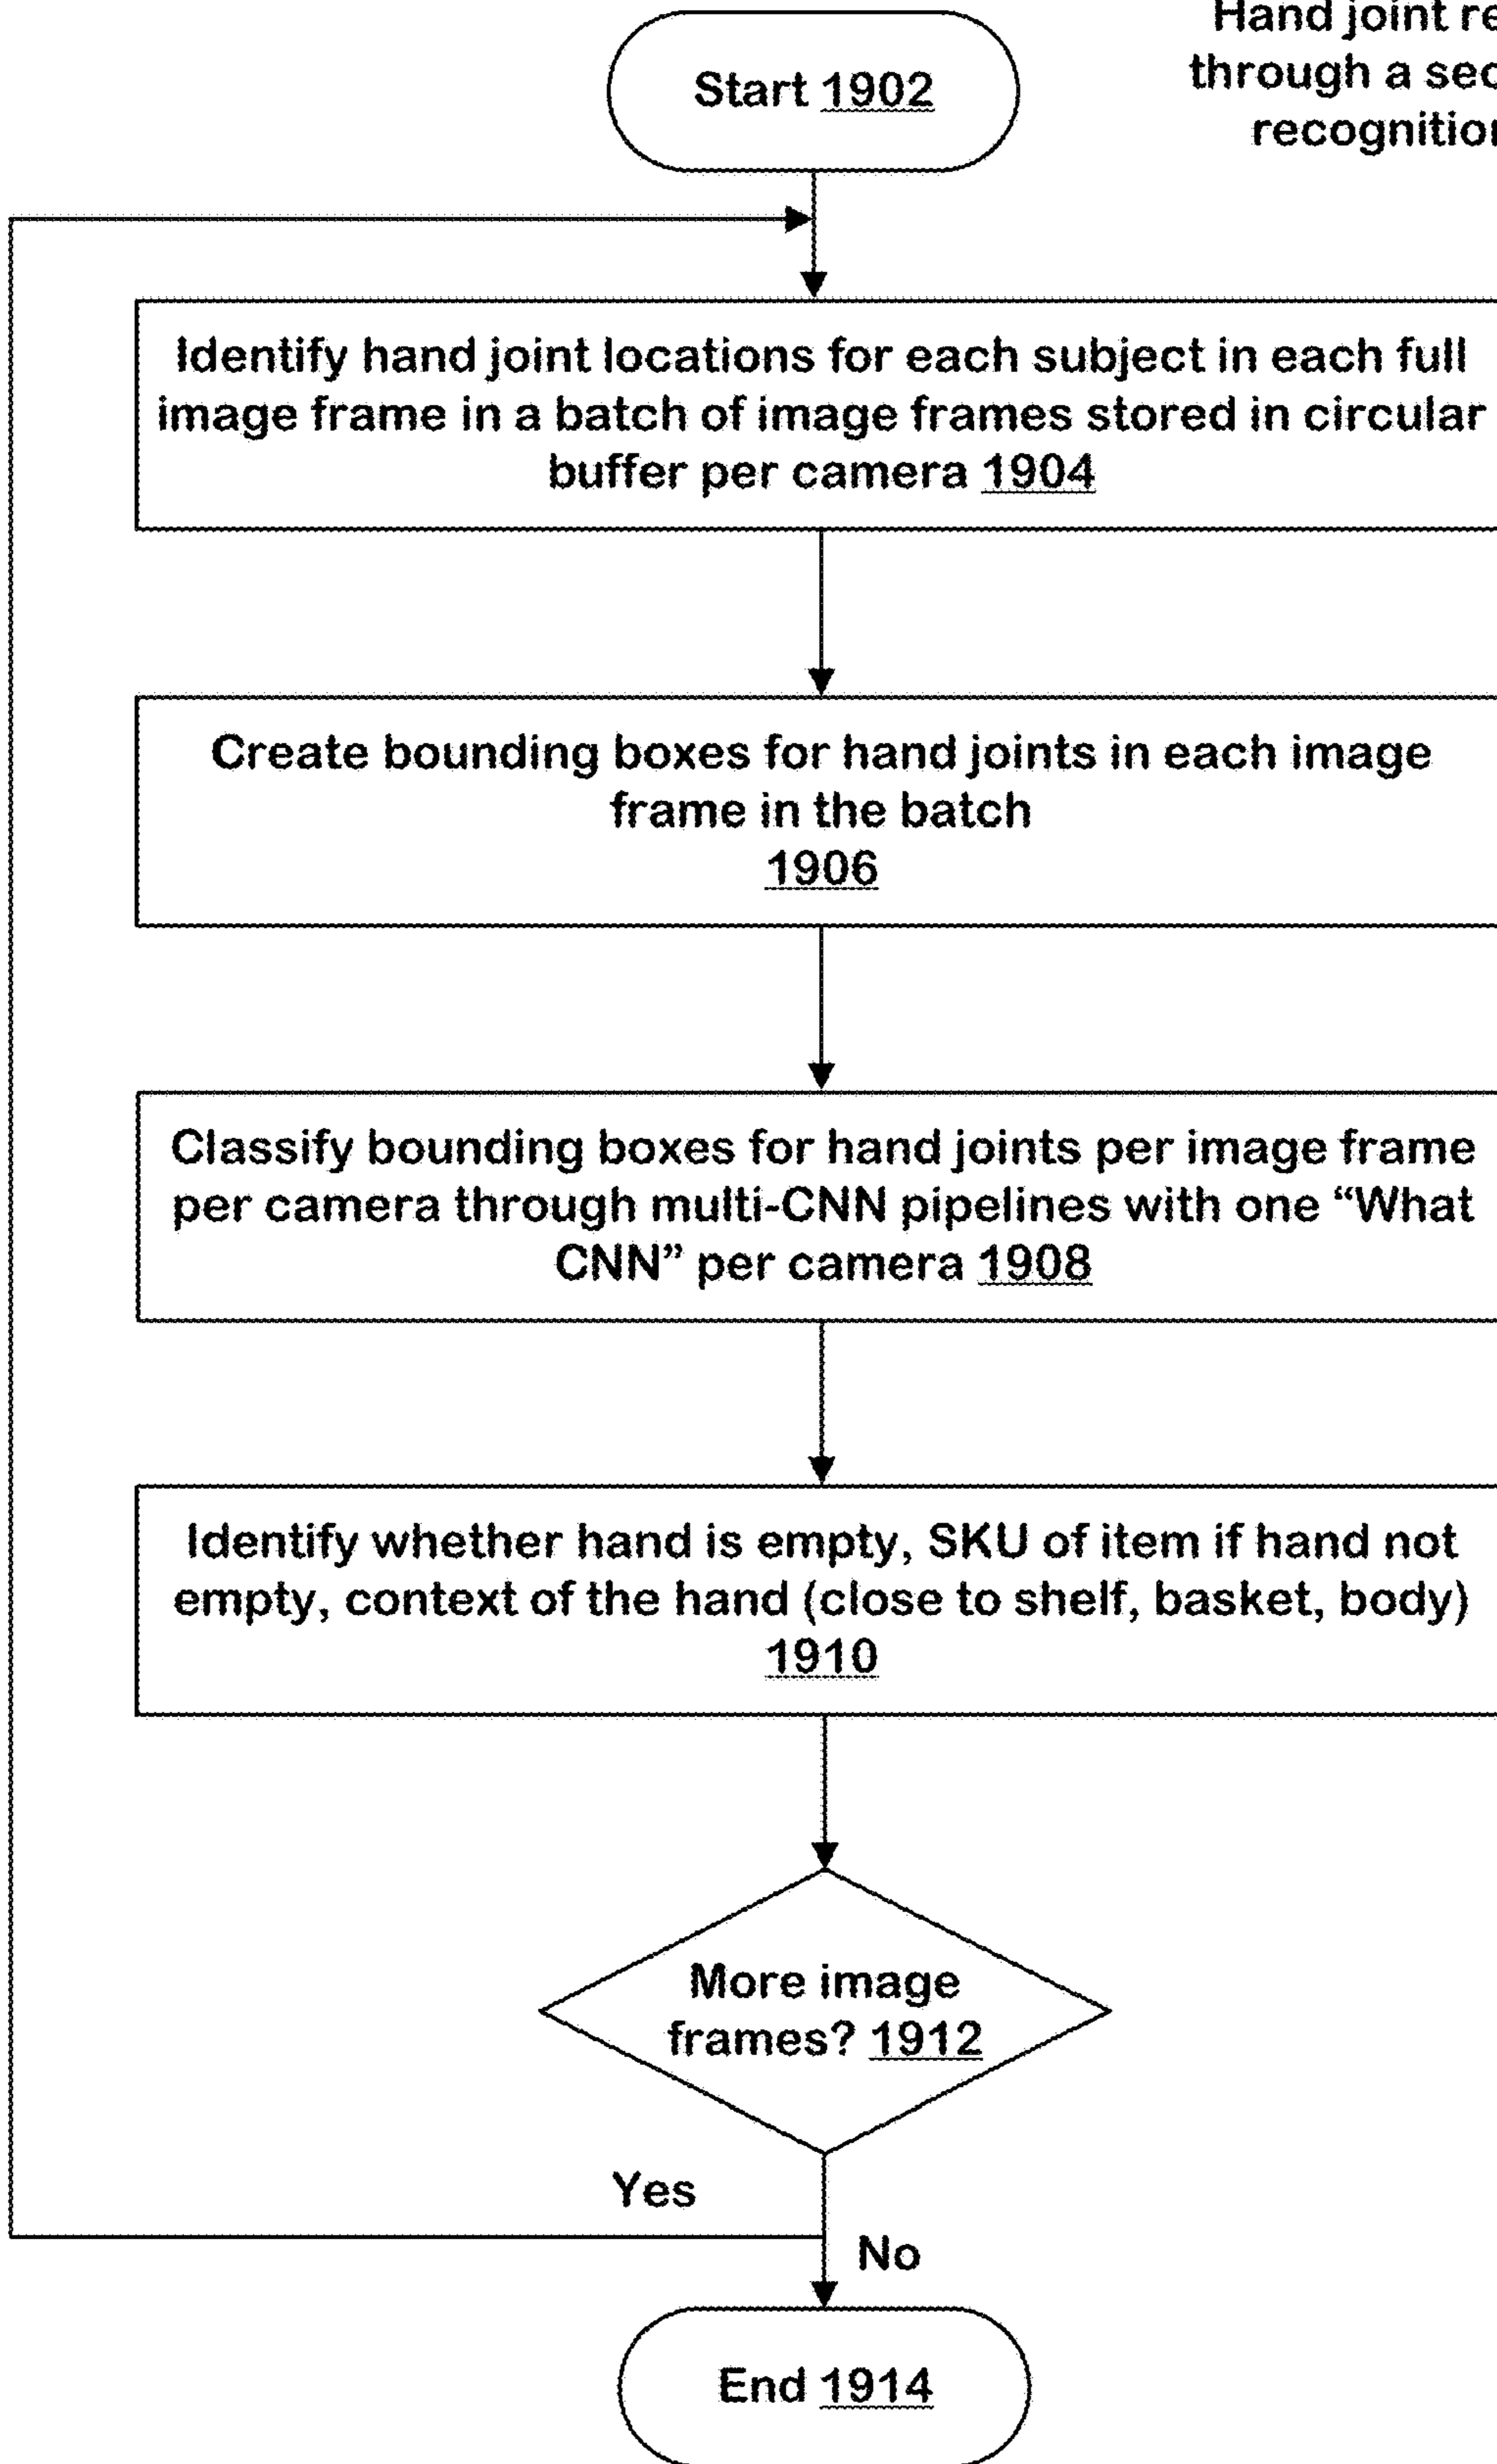 Hand joint
through a
Start 1902
Identify hand joint locations for each subject in each full
image frame in a batch of image frames stored in circular
buffer per camera 1904
Create bounding boxes for hand joints in each image
frame in the batch
1906
Classify bounding boxes for hand joints per image frame
per camera through multi-CNN pipelines with one “What
CNN” per camera 1908
Identify whether hand is empty, SKU of item if hand not
empty, context of the hand (close to shelf, basket, body)
1910
More image
frames? 1912
Yes
No
End 1914